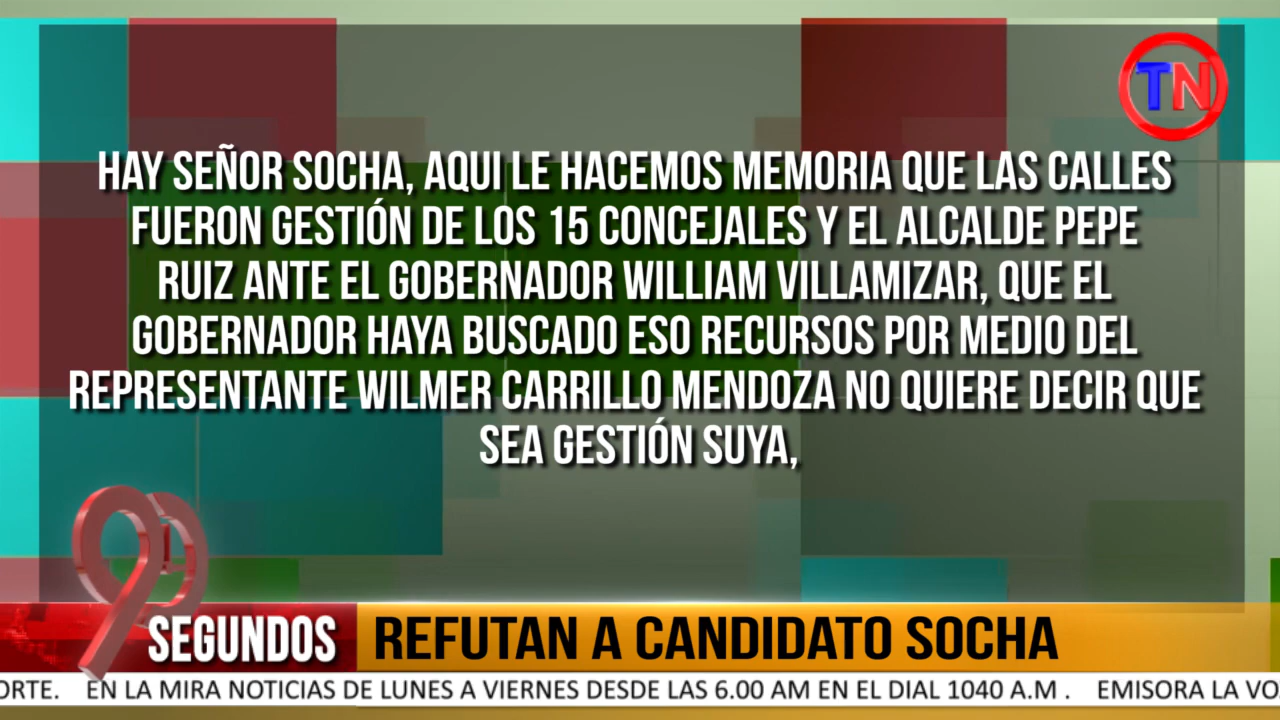 TN
HAY SEÑOR SOCHA, AQUI LE HACEMOS MEMORIA QUE LAS CALLES
FUERON GESTIÓN DE LOS 15 CONCEJALES Y EL ALCALDE PEPE
RUIZ ANTE EL GOBERNADOR WILLIAM VILLAMIZAR, QUE EL
GOBERNADOR HAYA BUSCADO ESO RECURSOS POR MEDIO DEL
REPRESENTANTE WILMER CARRILLO MENDOZA NO QUIERE DECIR QUE
SEA GESTIÓN SUYA,
90
SEGUNDOS
REFUTAN A CANDIDATO SOCHA
ORTE. EN LA MIRA NOTICIAS DE LUNES A VIERNES DESDE LAS 6.00 AM EN EL DIAL 1040 A.M . EMISORA LA VO